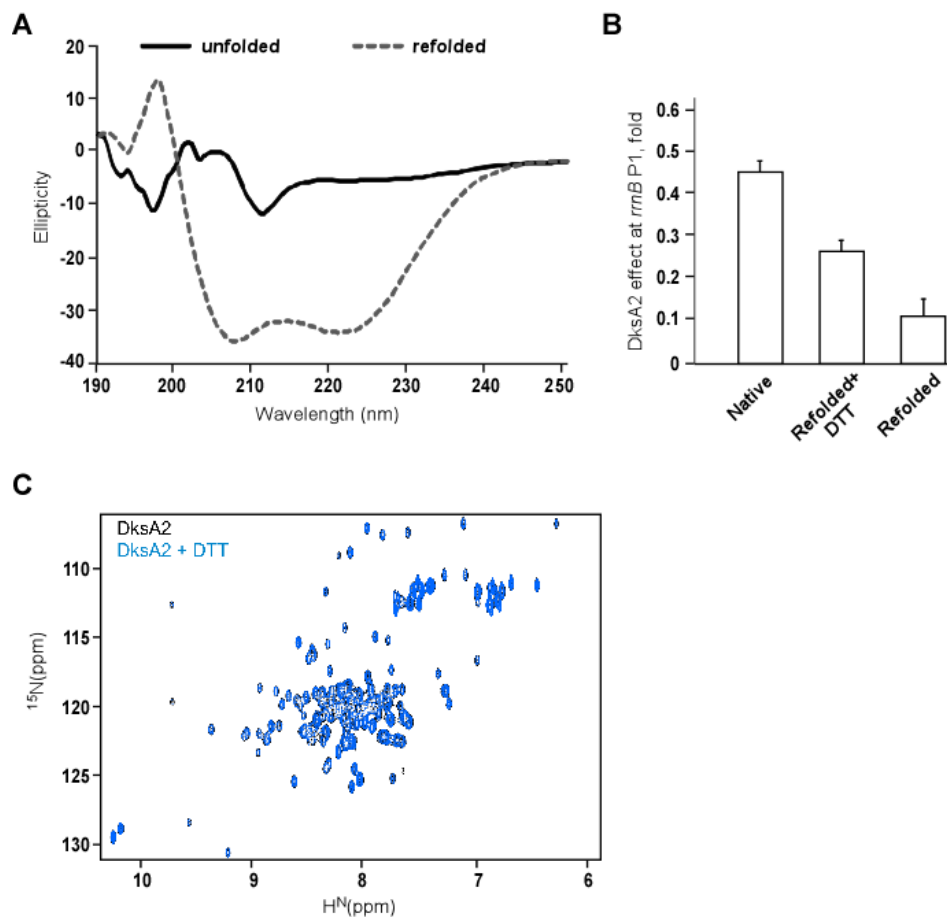 A
unfolded
refolded
20
10
0
-10
-20
-30
-40
Ellipticity
190 200 210 220 230 240 250
Wavelength (nm)
B
0.6
0.5
0.3
0.2
0.1
0
DksA2 effect at rrnB P1, fold
Native
Refolded+
DTT
Refolded
C
DksA2
DksA2 + DTT
110
115
120
125
130
15N(ppm)
10 9 8 7 6
HN(ppm)